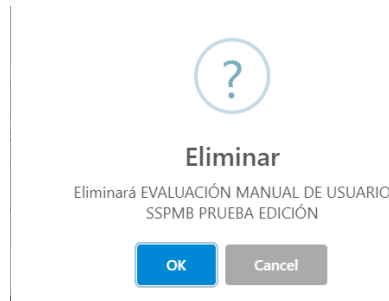 ?
Eliminar
Eliminará EVALUACIÓN MANUAL DE USUARIO
SSPMB PRUEBA EDICIÓN
OK Cancel